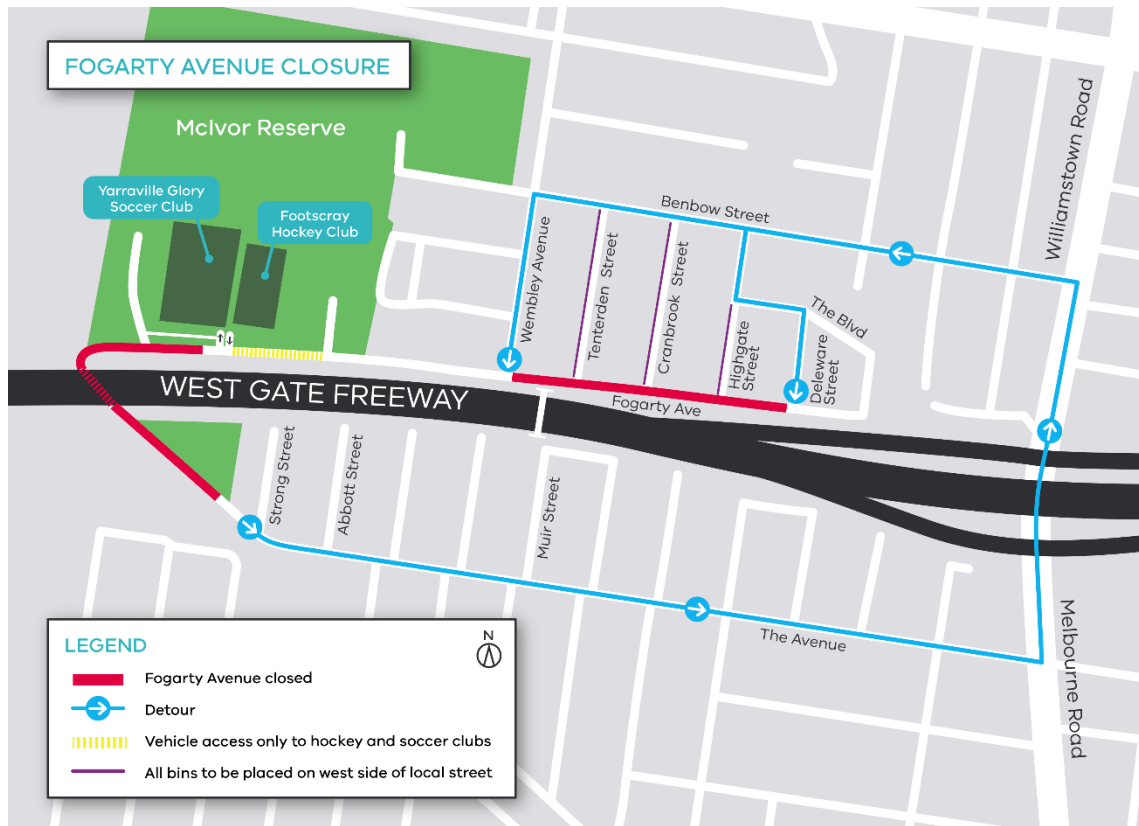 FOGARTY AVENUE CLOSURE
McIvor Reserve
Yarraville Glory
Soccer Club
Footscray
Hockey Club
Williamstown Road
Benbow Street
Wembley Avenue
Tenterden Street
Cranbrook Street
Highgate
Street
The Blvd
Deleware
Street
WEST GATE FREEWAY
Fogarty Ave
Strong Street
Abbott Street
Muir Street
The Avenue
Melbourne Road
LEGEND
N
Fogarty Avenue closed
Detour
Vehicle access only to hockey and soccer clubs
All bins to be placed on west side of local street